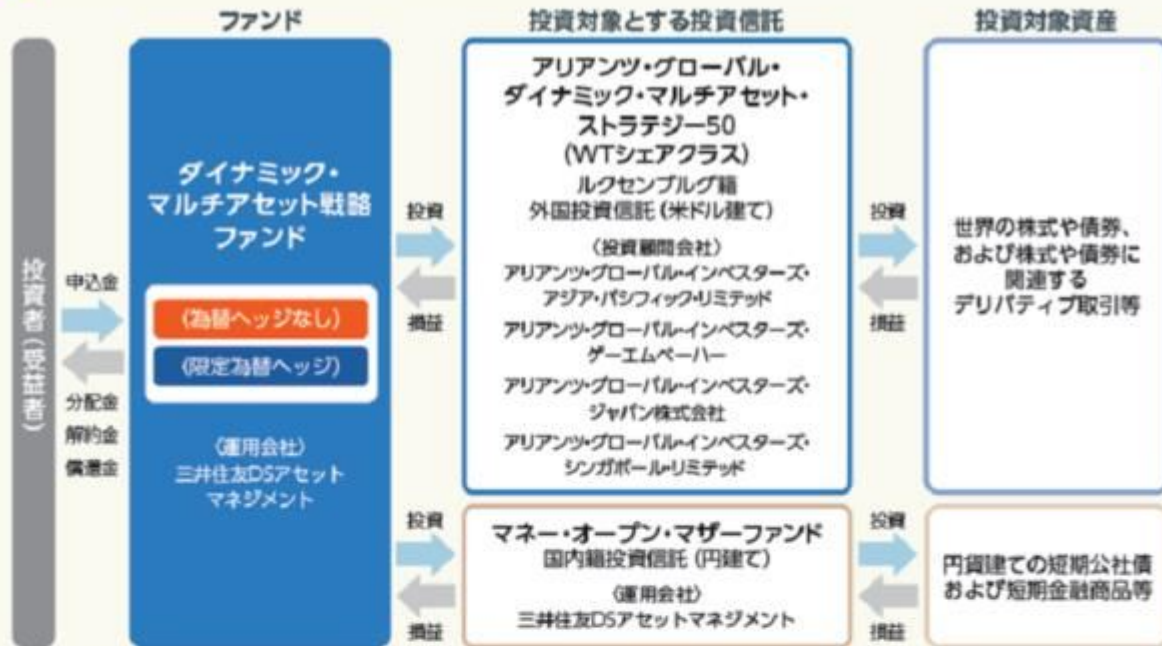 ファンド
投資対象とする投資信託
投資対象資産
投資者(受益者)
申込金
分配金
解約金
償還金
ダイナミック・
マルチアセット戦略
ファンド
〈為替ヘッジなし〉
〈限定為替ヘッジ〉
〈運用会社〉
三井住友DSアセット
マネジメント
投資
損益
アリアンツ・グローバル・
ダイナミック・マルチアセット・
ストラテジー50
(WTシェアクラス)
ルクセンブルグ籍
外国投資信託(米ドル建て)
〈投資顧問会社〉
アリアンツ・グローバル・インベスターズ・
アジア・パシフィック・リミテッド
アリアンツ・グローバル・インベスターズ・
ゲーエムベーハー
アリアンツ・グローバル・インベスターズ・
ジャパン株式会社
アリアンツ・グローバル・インベスターズ・
シンガポール・リミテッド
投資
損益
世界の株式や債券、
および株式や債券に
関連する
デリバティブ取引等
投資
損益
マネー・オープン・マザーファンド
国内籍投資信託(円建て)
〈運用会社〉
三井住友DSアセットマネジメント
投資
損益
円貨建ての短期公社債
および短期金融商品等